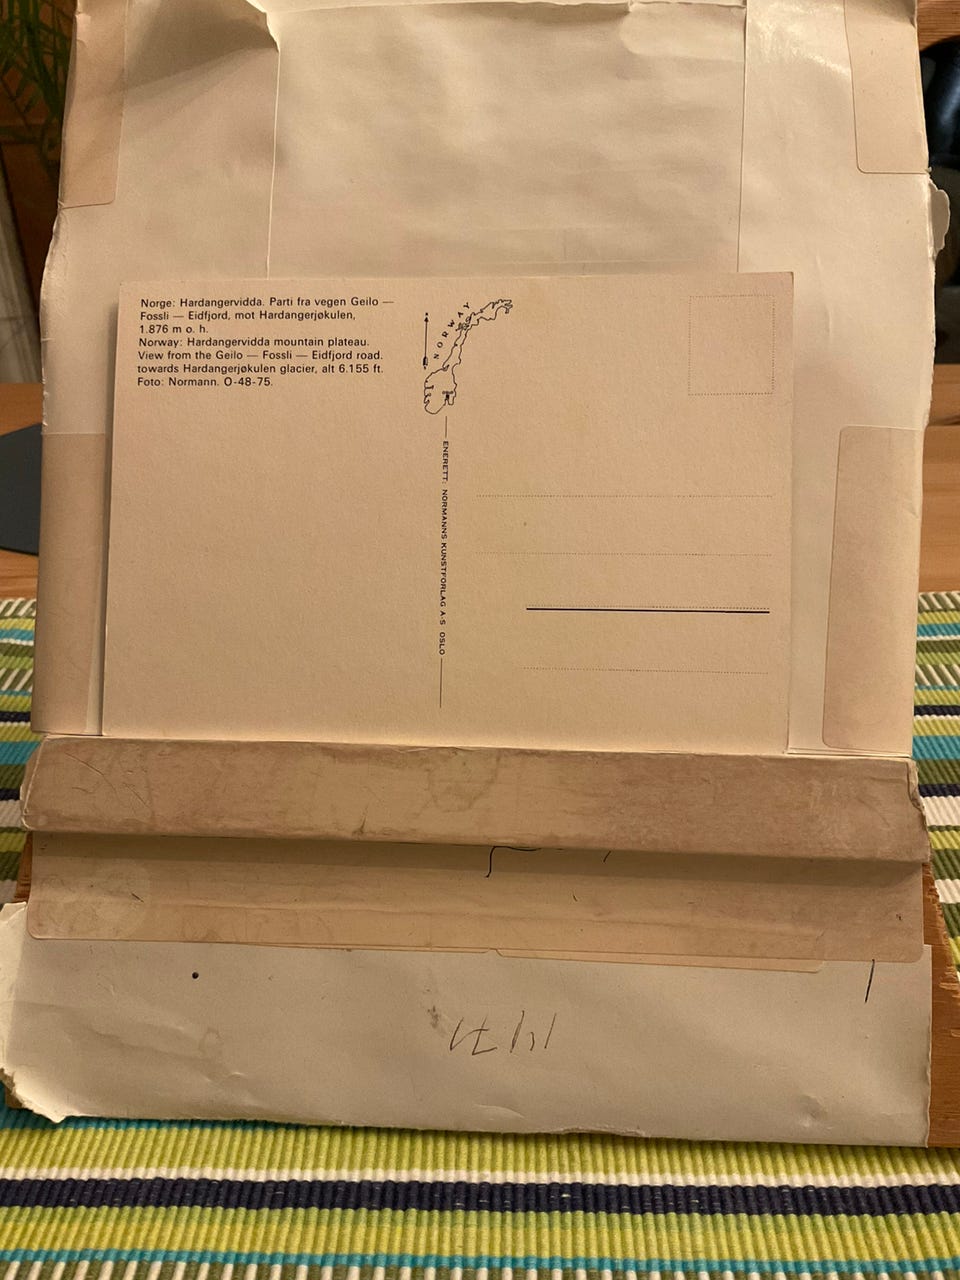 Norge: Hardangervidda. Parti fra vegen Geilo —
Fossli — Eidfjord, mot Hardangerjøkulen,
1.876 m o. h.
Norway: Hardangervidda mountain plateau.
View from the Geilo — Fossli — Eidfjord road.
towards Hardangerjøkulen glacier, alt 6.155 ft.
Foto: Normann. O-48-75.
NORWAY
ENERETT: NORMANNS KUNSTFORLAG A·S OSLO